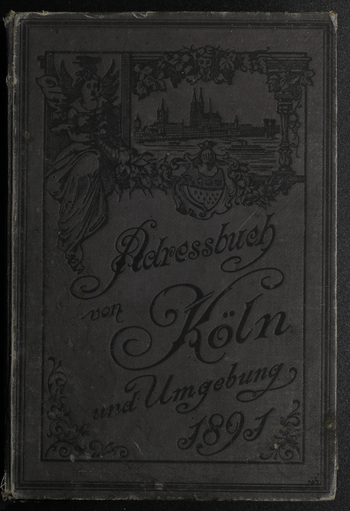 Adressbuch
von
Köln
und Umgebung
1891